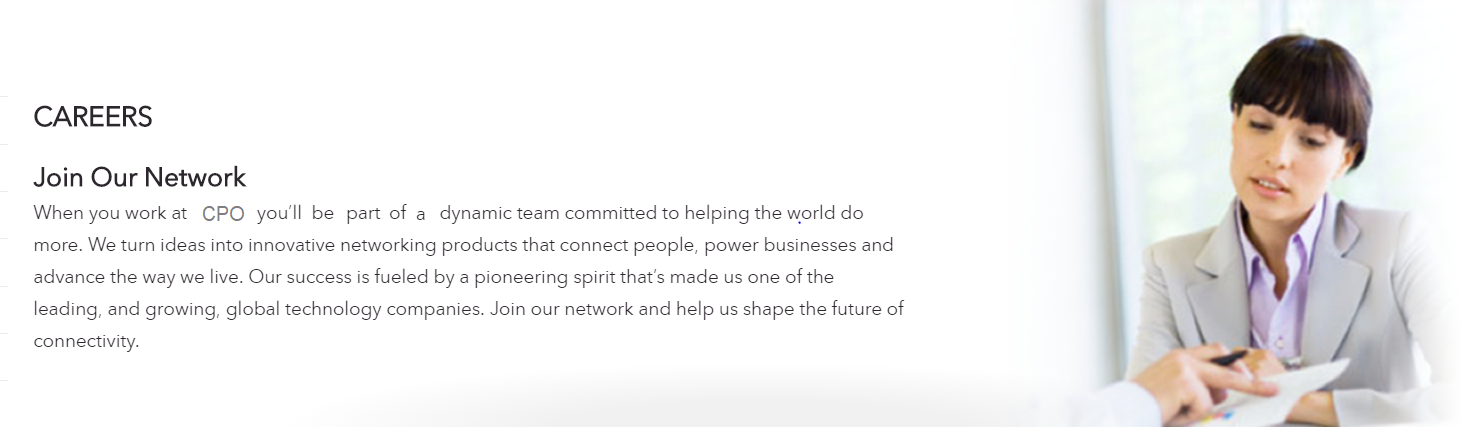 CAREERS
Join Our Network
When you work at CPO you'll be part of a dynamic team committed to helping the world do
more. We turn ideas into innovative networking products that connect people, power businesses and
advance the way we live. Our success is fueled by a pioneering spirit that's made us one of the
leading, and growing, global technology companies. Join our network and help us shape the future of
connectivity.